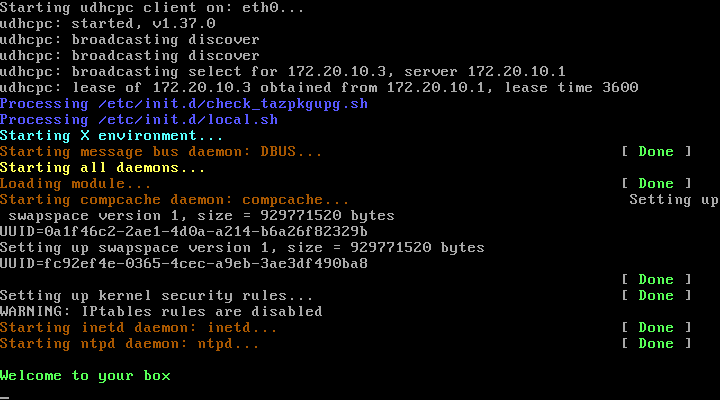 Starting udhcpc client on: eth0...
udhcpc: started, v1.37.0
udhcpc: broadcasting discover
udhcpc: broadcasting discover
udhcpc: broadcasting select for 172.20.10.3, server 172.20.10.1
udhcpc: lease of 172.20.10.3 obtained from 172.20.10.1, lease time 3600
Processing /etc/init.d/check_tazpkgupg.sh
Processing /etc/init.d/local.sh
Starting X environment...
Starting message bus daemon: DBUS... [ Done ]
Starting all daemons...
Loading module... [ Done ]
Starting compcache daemon: compcache... Setting up
swapspace version 1, size = 929771520 bytes
UUID=0a1f46c2-2ae1-4d0a-a214-b6a26f82329b
Setting up swapspace version 1, size = 929771520 bytes
UUID=fc92ef4e-0365-4cec-a9eb-3ae3df490ba8
[ Done ]
Setting up kernel security rules... [ Done ]
WARNING: IPtables rules are disabled
Starting inetd daemon: inetd... [ Done ]
Starting ntpd daemon: ntpd... [ Done ]
Welcome to your box